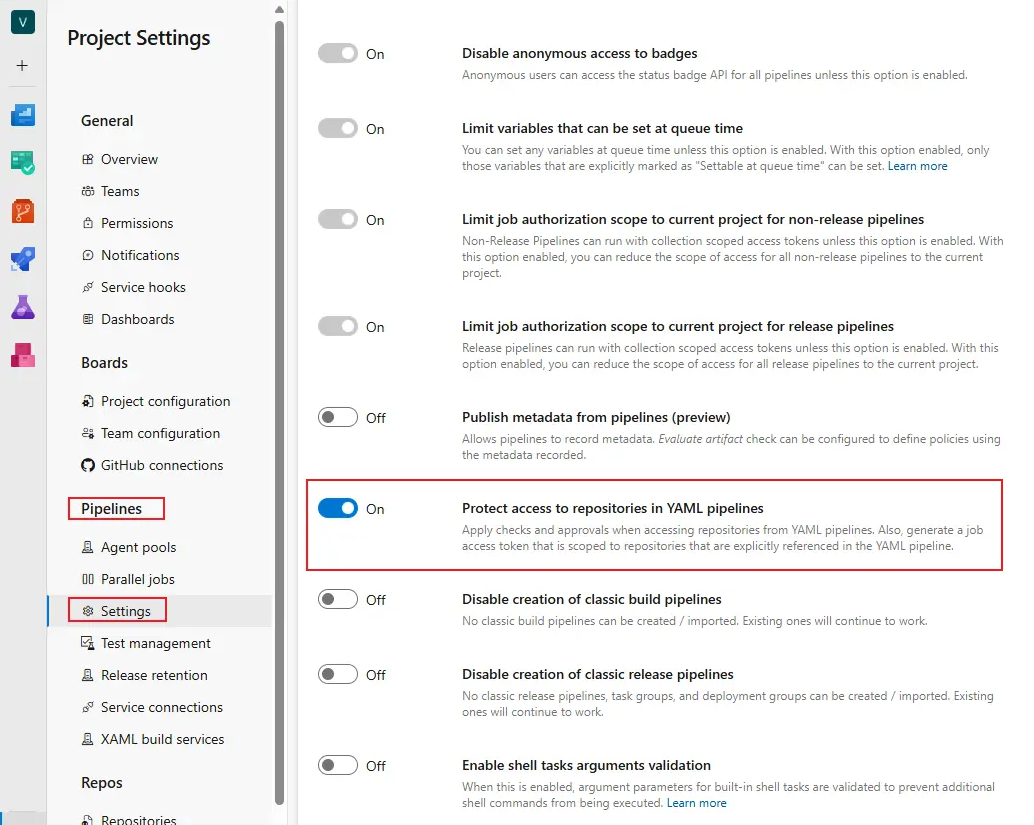 V
Project Settings
General
Overview
Teams
Permissions
Notifications
Service hooks
Dashboards
Boards
Project configuration
Team configuration
GitHub connections
Pipelines
Agent pools
Parallel jobs
Settings
Test management
Release retention
Service connections
XAML build services
Repos
Repositories
On
Disable anonymous access to badges
Anonymous users can access the status badge API for all pipelines unless this option is enabled.
On
Limit variables that can be set at queue time
You can set any variables at queue time unless this option is enabled. With this option enabled, only
those variables that are explicitly marked as "Settable at queue time" can be set. Learn more
On
Limit job authorization scope to current project for non-release pipelines
Non-Release Pipelines can run with collection scoped access tokens unless this option is enabled. With
this option enabled, you can reduce the scope of access for all non-release pipelines to the current
project.
On
Limit job authorization scope to current project for release pipelines
Release pipelines can run with collection scoped access tokens unless this option is enabled. With this
option enabled, you can reduce the scope of access for all release pipelines to the current project.
Off
Publish metadata from pipelines (preview)
Allows pipelines to record metadata. Evaluate artifact check can be configured to define policies using
the metadata recorded.
On
Protect access to repositories in YAML pipelines
Apply checks and approvals when accessing repositories from YAML pipelines. Also, generate a job
access token that is scoped to repositories that are explicitly referenced in the YAML pipeline.
Off
Disable creation of classic build pipelines
No classic build pipelines can be created / imported. Existing ones will continue to work.
Off
Disable creation of classic release pipelines
No classic release pipelines, task groups, and deployment groups can be created / imported. Existing
ones will continue to work.
Off
Enable shell tasks arguments validation
When this is enabled, argument parameters for built-in shell tasks are validated to prevent additional
shell commands from being executed. Learn more